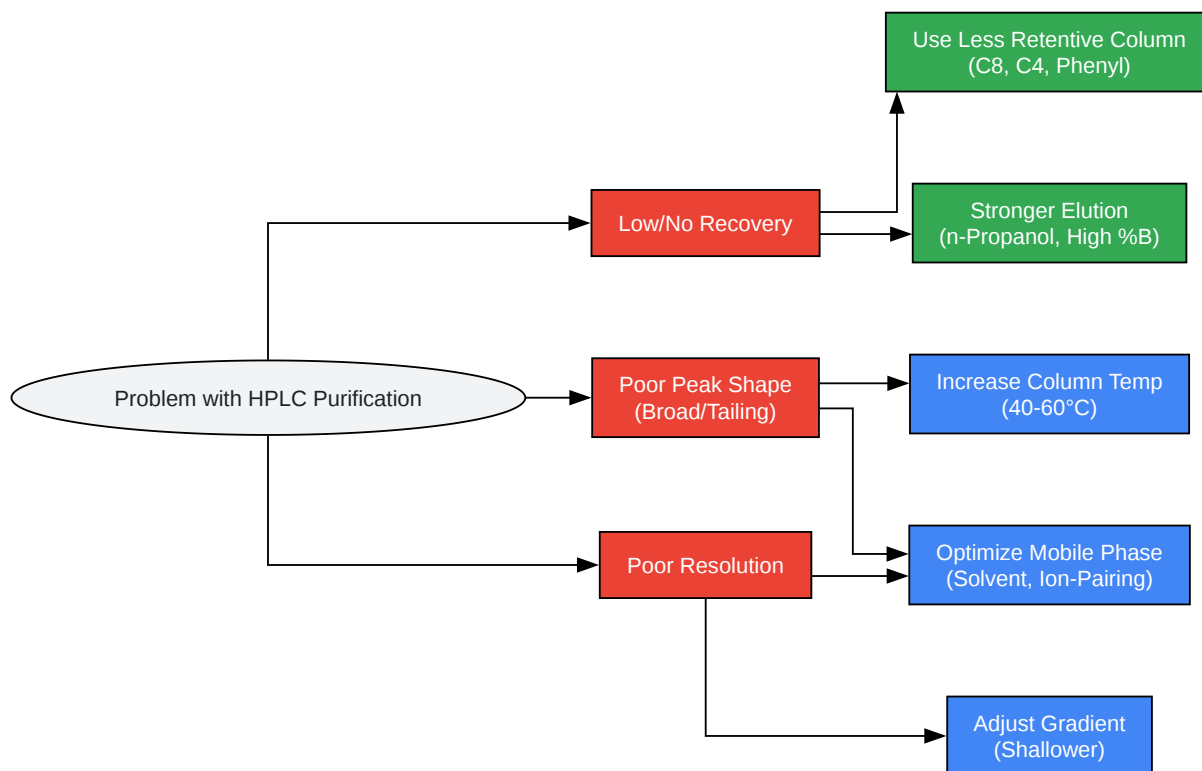 Use Less Retentive Column
(C8, C4, Phenyl)
Low/No Recovery
Stronger Elution
(n-Propanol, High %B)
Problem with HPLC Purification
Poor Peak Shape
(Broad/Tailing)
Increase Column Temp
(40-60°C)
Poor Resolution
Optimize Mobile Phase
(Solvent, Ion-Pairing)
Adjust Gradient
(Shallower)